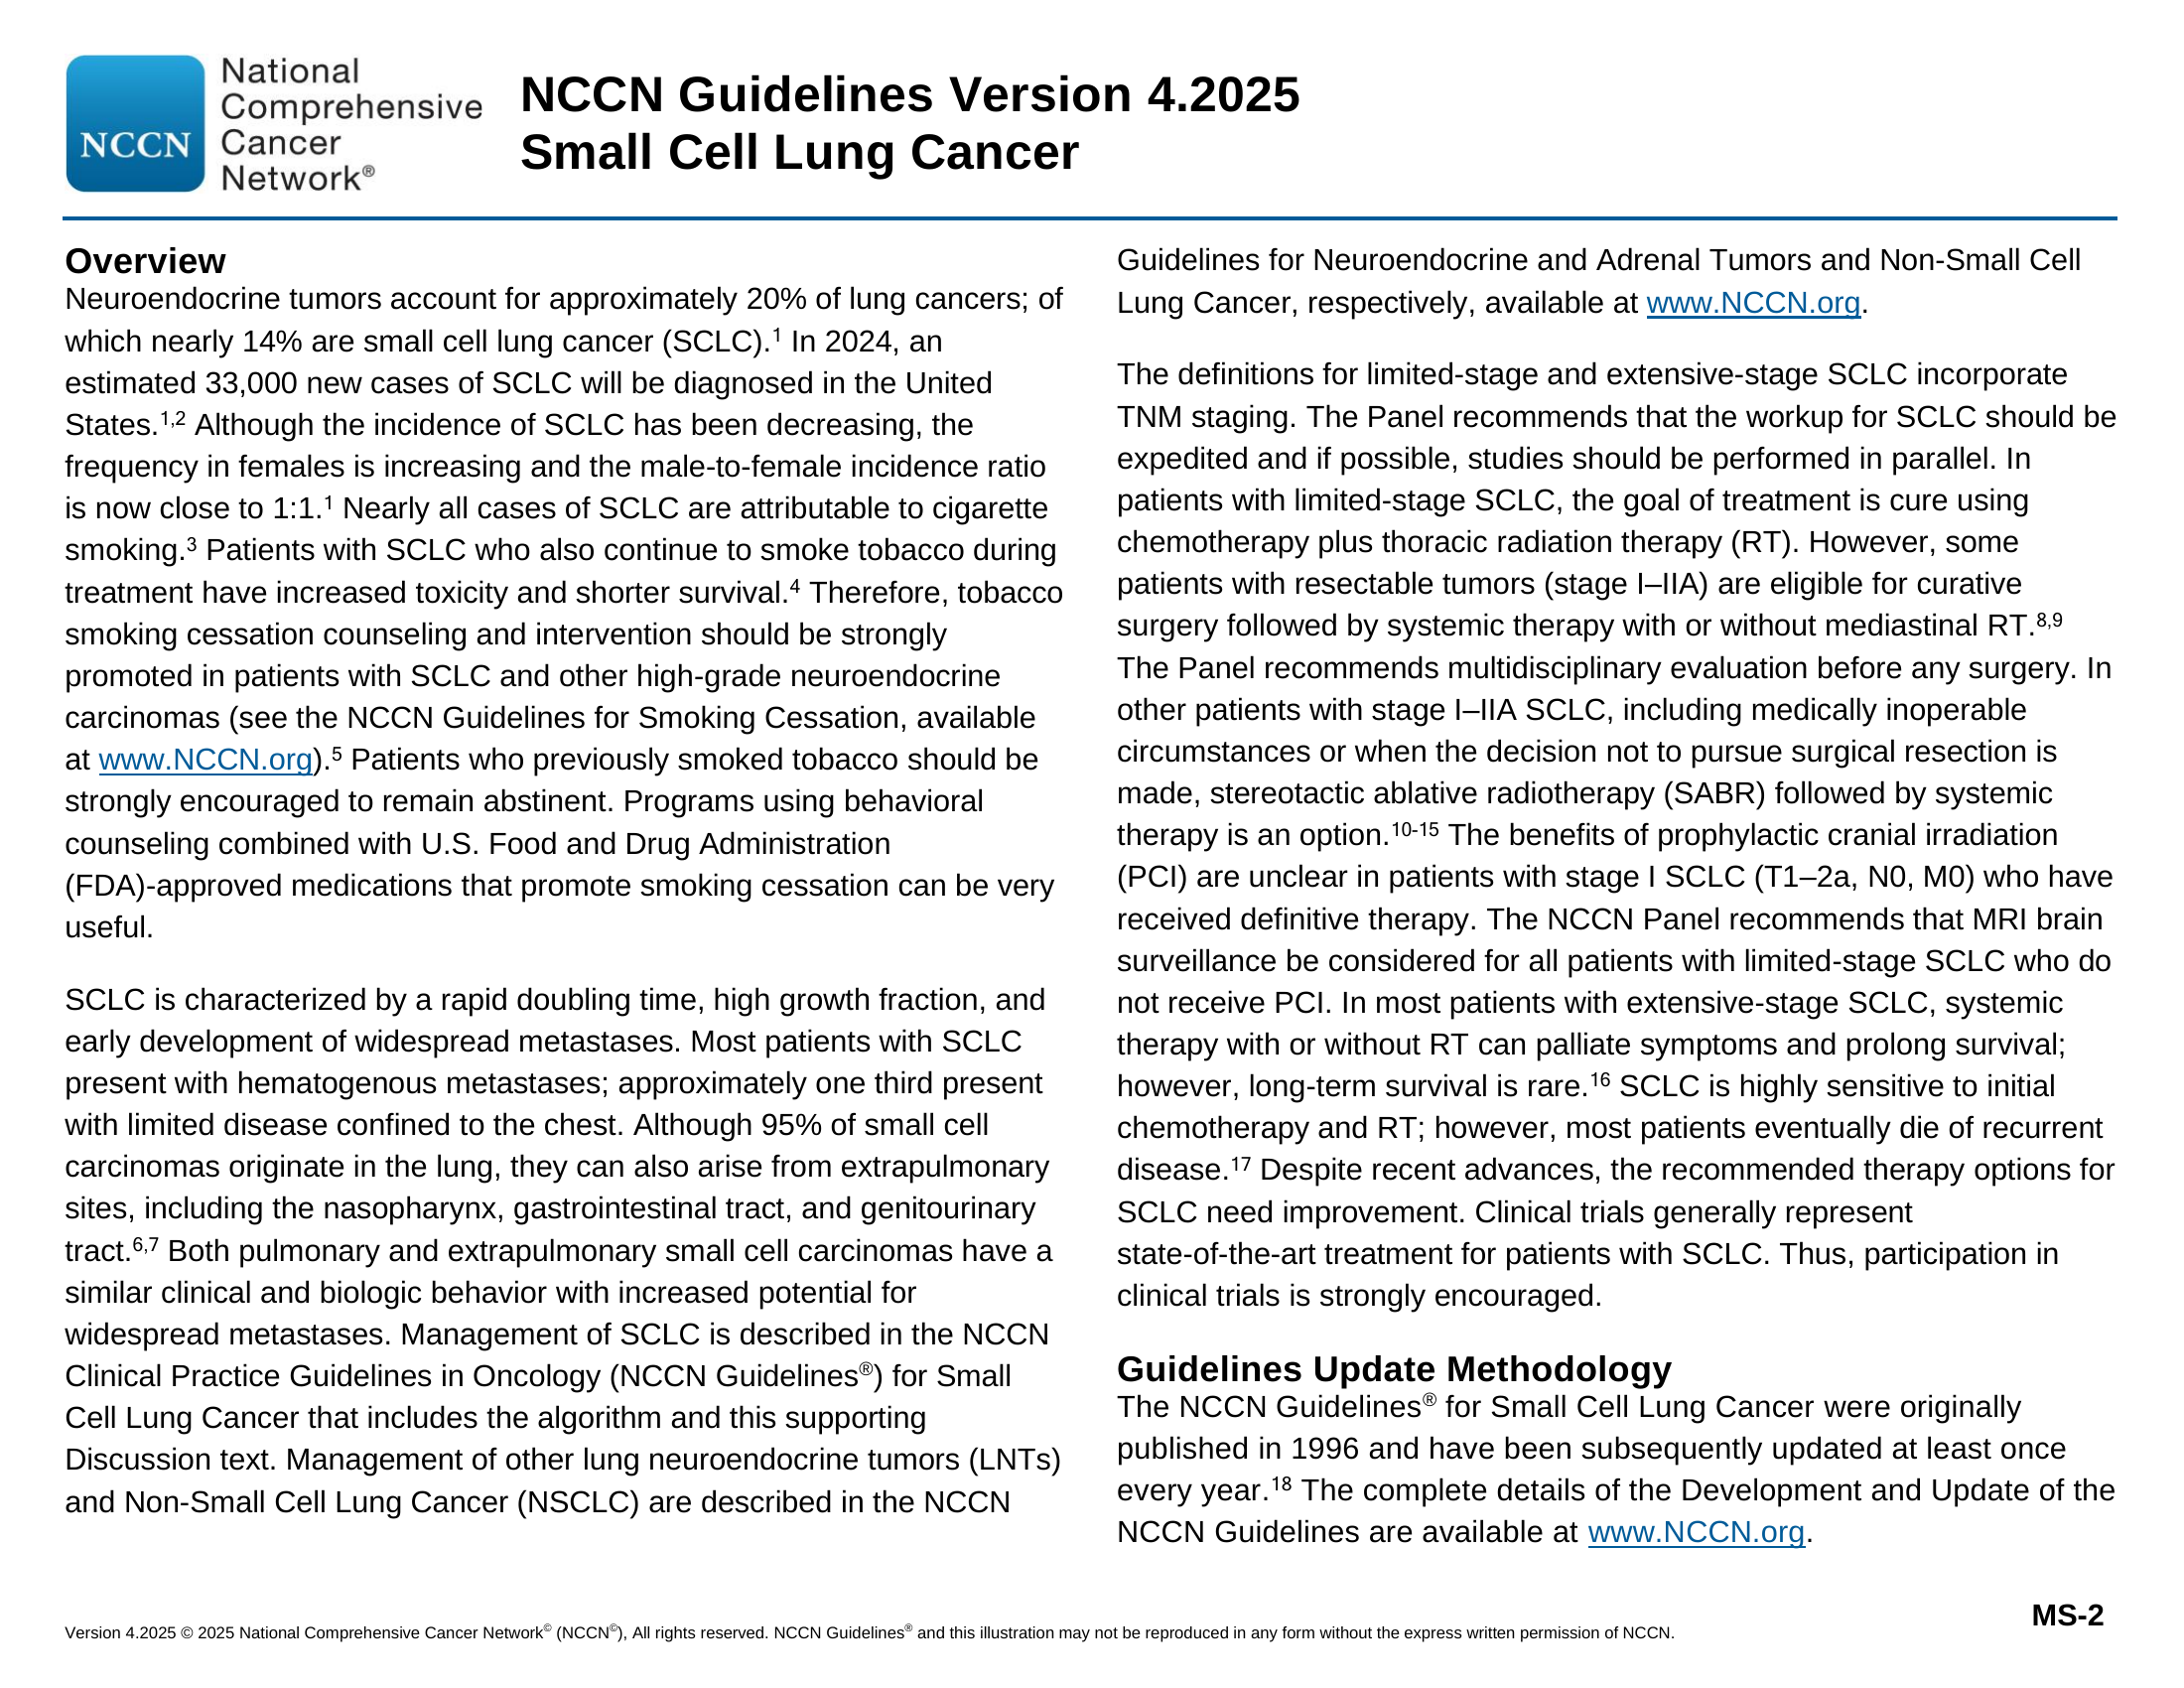 NCCN
National
Comprehensive
Cancer
Network®
NCCN Guidelines Version 4.2025
Small Cell Lung Cancer
Overview
Neuroendocrine tumors account for approximately 20% of lung cancers; of
which nearly 14% are small cell lung cancer (SCLC).1 In 2024, an
estimated 33,000 new cases of SCLC will be diagnosed in the United
States.1,2 Although the incidence of SCLC has been decreasing, the
frequency in females is increasing and the male-to-female incidence ratio
is now close to 1:1.1 Nearly all cases of SCLC are attributable to cigarette
smoking.3 Patients with SCLC who also continue to smoke tobacco during
treatment have increased toxicity and shorter survival.4 Therefore, tobacco
smoking cessation counseling and intervention should be strongly
promoted in patients with SCLC and other high-grade neuroendocrine
carcinomas (see the NCCN Guidelines for Smoking Cessation, available
at www.NCCN.org).5 Patients who previously smoked tobacco should be
strongly encouraged to remain abstinent. Programs using behavioral
counseling combined with U.S. Food and Drug Administration
(FDA)-approved medications that promote smoking cessation can be very
useful.
SCLC is characterized by a rapid doubling time, high growth fraction, and
early development of widespread metastases. Most patients with SCLC
present with hematogenous metastases; approximately one third present
with limited disease confined to the chest. Although 95% of small cell
carcinomas originate in the lung, they can also arise from extrapulmonary
sites, including the nasopharynx, gastrointestinal tract, and genitourinary
tract.6,7 Both pulmonary and extrapulmonary small cell carcinomas have a
similar clinical and biologic behavior with increased potential for
widespread metastases. Management of SCLC is described in the NCCN
Clinical Practice Guidelines in Oncology (NCCN Guidelines®) for Small
Cell Lung Cancer that includes the algorithm and this supporting
Discussion text. Management of other lung neuroendocrine tumors (LNTs)
and Non-Small Cell Lung Cancer (NSCLC) are described in the NCCN
Guidelines for Neuroendocrine and Adrenal Tumors and Non-Small Cell
Lung Cancer, respectively, available at www.NCCN.org.
The definitions for limited-stage and extensive-stage SCLC incorporate
TNM staging. The Panel recommends that the workup for SCLC should be
expedited and if possible, studies should be performed in parallel. In
patients with limited-stage SCLC, the goal of treatment is cure using
chemotherapy plus thoracic radiation therapy (RT). However, some
patients with resectable tumors (stage I–IIA) are eligible for curative
surgery followed by systemic therapy with or without mediastinal RT.8,9
The Panel recommends multidisciplinary evaluation before any surgery. In
other patients with stage I–IIA SCLC, including medically inoperable
circumstances or when the decision not to pursue surgical resection is
made, stereotactic ablative radiotherapy (SABR) followed by systemic
therapy is an option.10-15 The benefits of prophylactic cranial irradiation
(PCI) are unclear in patients with stage I SCLC (T1–2a, N0, M0) who have
received definitive therapy. The NCCN Panel recommends that MRI brain
surveillance be considered for all patients with limited-stage SCLC who do
not receive PCI. In most patients with extensive-stage SCLC, systemic
therapy with or without RT can palliate symptoms and prolong survival;
however, long-term survival is rare.16 SCLC is highly sensitive to initial
chemotherapy and RT; however, most patients eventually die of recurrent
disease.17 Despite recent advances, the recommended therapy options for
SCLC need improvement. Clinical trials generally represent
state-of-the-art treatment for patients with SCLC. Thus, participation in
clinical trials is strongly encouraged.
Guidelines Update Methodology
The NCCN Guidelines® for Small Cell Lung Cancer were originally
published in 1996 and have been subsequently updated at least once
every year.18 The complete details of the Development and Update of the
NCCN Guidelines are available at www.NCCN.org.
MS-2
Version 4.2025 © 2025 National Comprehensive Cancer Network© (NCCN©), All rights reserved. NCCN Guidelines® and this illustration may not be reproduced in any form without the express written permission of NCCN.